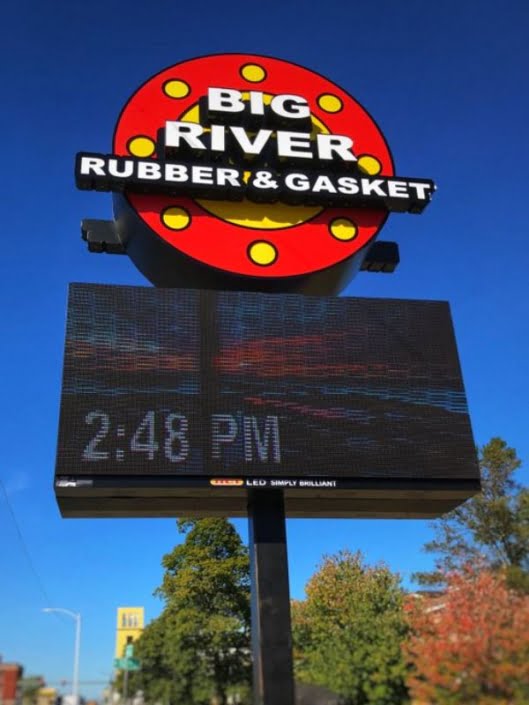 BIG
RIVER
RUBBER & GASKET
2:48 PM
LED SIMPLY BRILLIANT